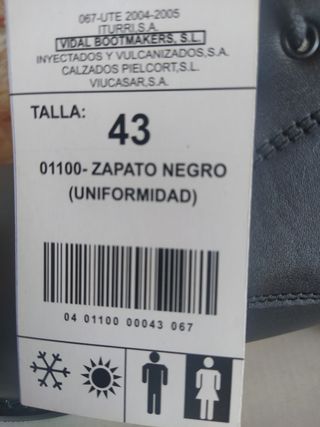 067-UTE 2004-2005
ITURRI,S.A.
VIDAL BOOTMAKERS, S.L.
INYECTADOS Y VULCANIZADOS,S.A.
CALZADOS PIELCORT,S.L.
VIUCASAR,S.A.
TALLA:
43
01100- ZAPATO NEGRO
(UNIFORMIDAD)
04 01100 00043 067